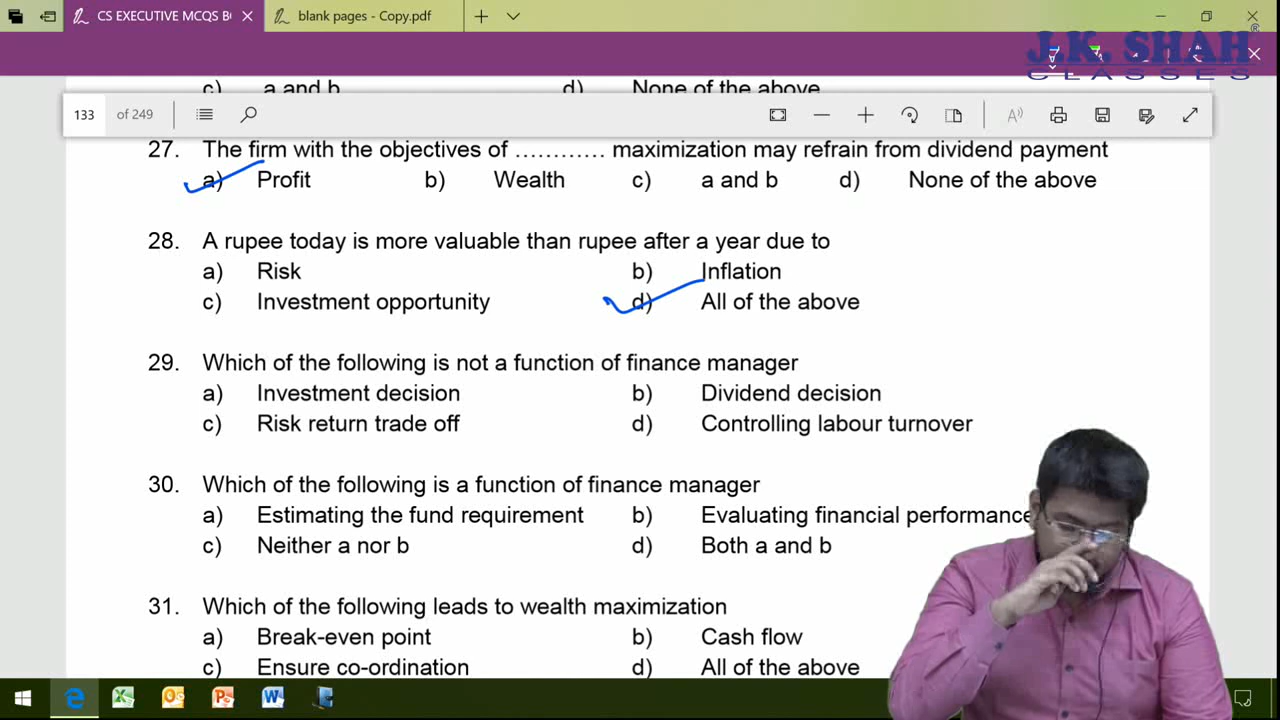 CS EXECUTIVE MCQS B
blank pages - Copy.pdf
J.K. SHAH®
CLASSES
c) a and b d) None of the above
133 of 249
27. The firm with the objectives of ………… maximization may refrain from dividend payment
a) Profit b) Wealth c) a and b d) None of the above
28. A rupee today is more valuable than rupee after a year due to
a) Risk b) Inflation
c) Investment opportunity d) All of the above
29. Which of the following is not a function of finance manager
a) Investment decision b) Dividend decision
c) Risk return trade off d) Controlling labour turnover
30. Which of the following is a function of finance manager
a) Estimating the fund requirement b) Evaluating financial performance
c) Neither a nor b d) Both a and b
31. Which of the following leads to wealth maximization
a) Break-even point b) Cash flow
c) Ensure co-ordination d) All of the above